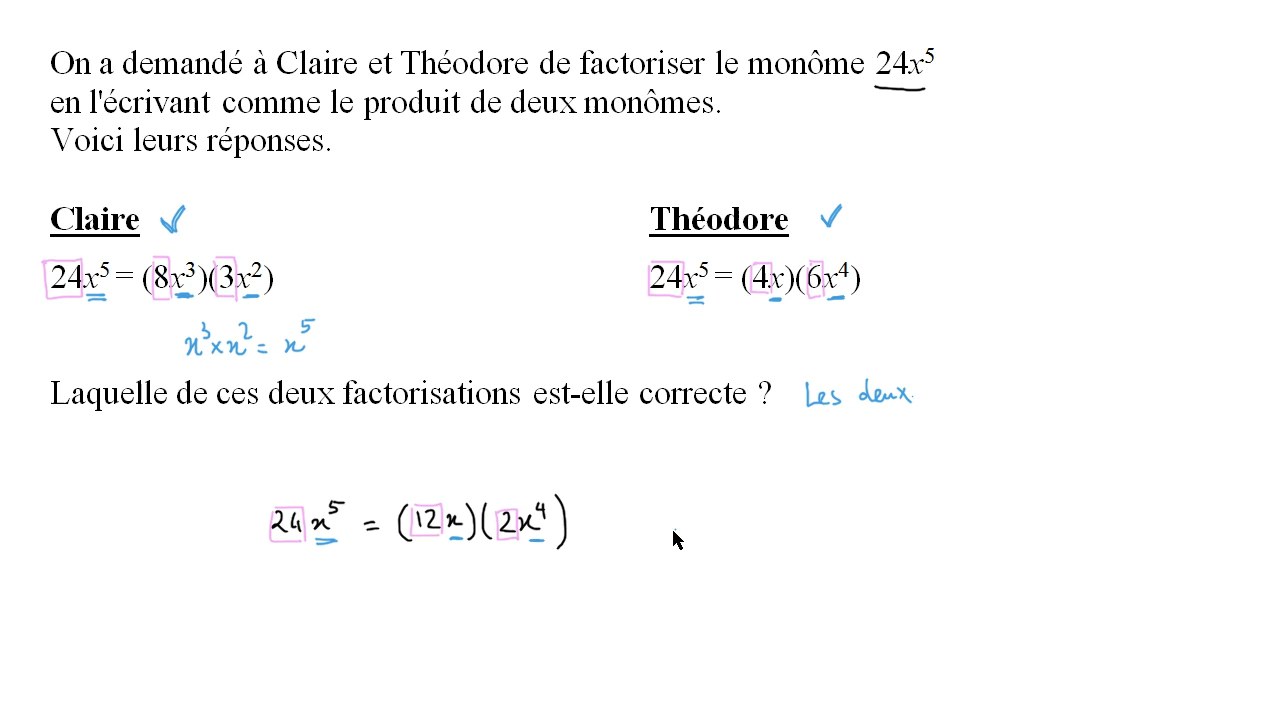 On a demandé à Claire et Théodore de factoriser le monôme 24x⁵
en l'écrivant comme le produit de deux monômes.
Voici leurs réponses.
Claire ✓
Théodore ✓
24x⁵ = (8x³)(3x²)
24x⁵ = (4x)(6x⁴)
x³ × x² = x⁵
Laquelle de ces deux factorisations est-elle correcte ? Les deux.
24x⁵ = (12x)(2x⁴)